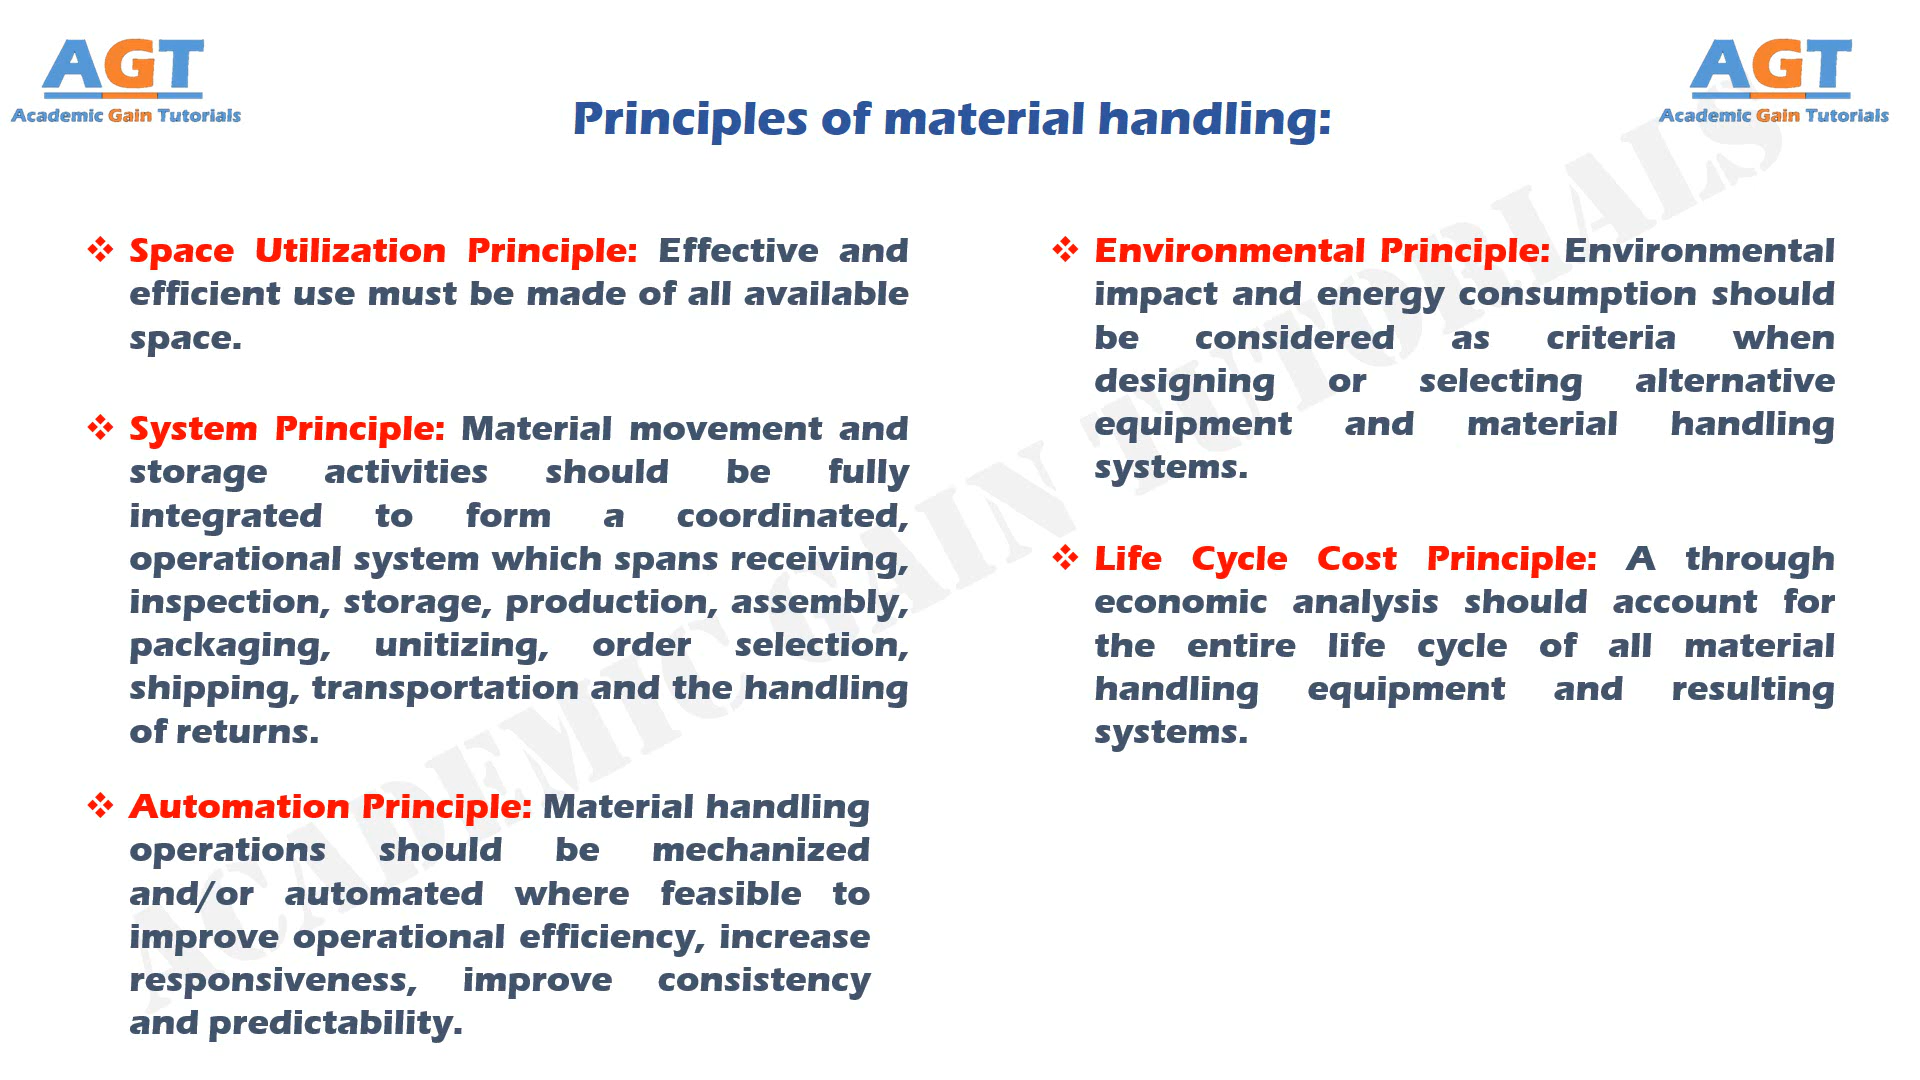 AGT
Academic Gain Tutorials
AGT
Academic Gain Tutorials
Principles of material handling:
Space Utilization Principle: Effective and
efficient use must be made of all available
space.
System Principle: Material movement and
storage activities should be fully
integrated to form a coordinated,
operational system which spans receiving,
inspection, storage, production, assembly,
packaging, unitizing, order selection,
shipping, transportation and the handling
of returns.
Automation Principle: Material handling
operations should be mechanized
and/or automated where feasible to
improve operational efficiency, increase
responsiveness, improve consistency
and predictability.
Environmental Principle: Environmental
impact and energy consumption should
be considered as criteria when
designing or selecting alternative
equipment and material handling
systems.
Life Cycle Cost Principle: A through
economic analysis should account for
the entire life cycle of all material
handling equipment and resulting
systems.
ACADEMIC GAIN TUTORIALS